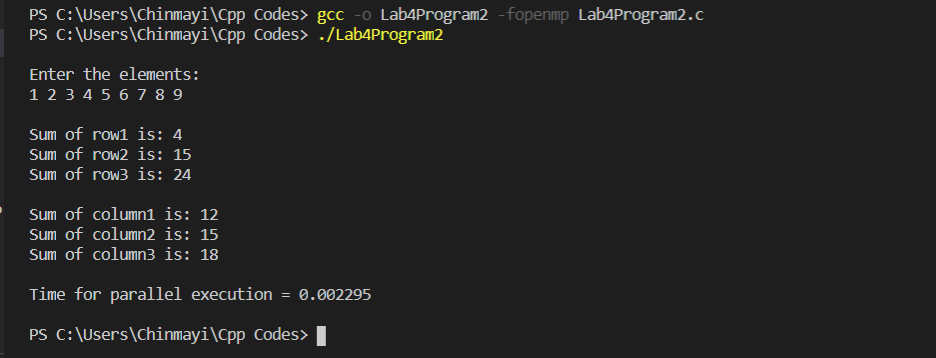 PS C:\Users\Chinmayi\Cpp Codes> gcc -o Lab4Program2 -fopenmp Lab4Program2.c
PS C:\Users\Chinmayi\Cpp Codes> ./Lab4Program2
Enter the elements:
1 2 3 4 5 6 7 8 9
Sum of row1 is: 4
Sum of row2 is: 15
Sum of row3 is: 24
Sum of column1 is: 12
Sum of column2 is: 15
Sum of column3 is: 18
Time for parallel execution = 0.002295
PS C:\Users\Chinmayi\Cpp Codes>